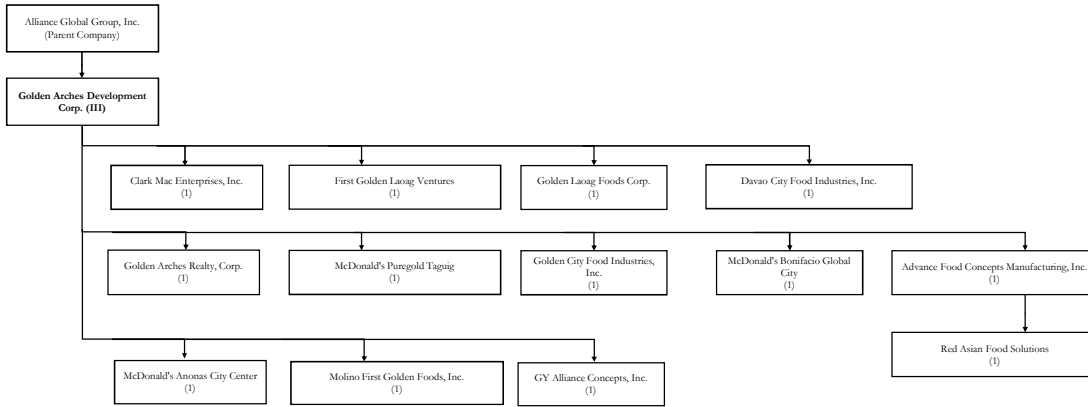 Alliance Global Group, Inc.
(Parent Company)
Golden Arches Development
Corp. (III)
Clark Mac Enterprises, Inc.
(1)
First Golden Laoag Ventures
(1)
Golden Laoag Foods Corp.
(1)
Davao City Food Industries, Inc.
(1)
Golden Arches Realty, Corp.
(1)
McDonald's Puregold Taguig
(1)
Golden City Food Industries,
Inc.
(1)
McDonald's Bonifacio Global
City
(1)
Advance Food Concepts Manufacturing, Inc.
(1)
Red Asian Food Solutions
(1)
McDonald's Anonas City Center
(1)
Molino First Golden Foods, Inc.
(1)
GY Alliance Concepts, Inc.
(1)